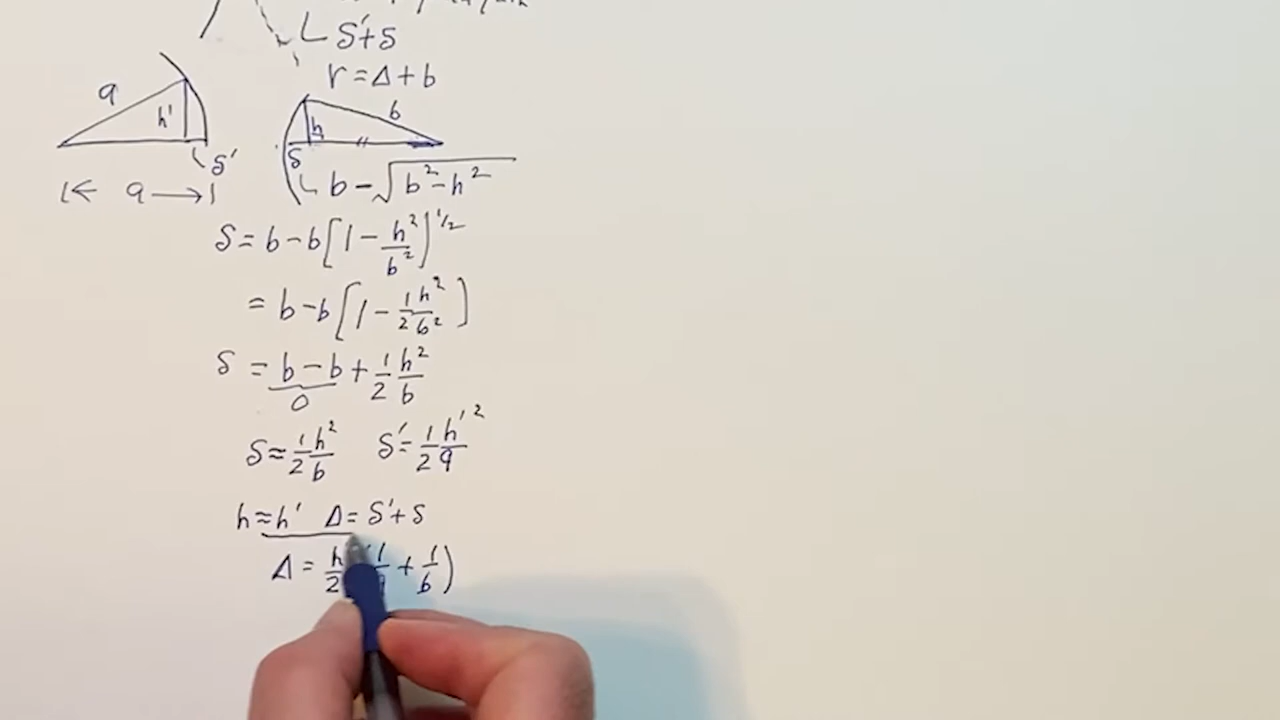 S'+S
r = Δ + b
a
h'
b
h
S'
S
|← a →|
b - √(b² - h²)
S = b - b[1 - h²/b²]^1/2
= b - b[1 - 1/2 h²/b²]
S = b - b + 1/2 h²/b
0
S ≈ 1/2 h²/b S' = 1/2 h'²/a
h ≈ h' Δ = S' + S
Δ = h/2 (1/ + 1/b)